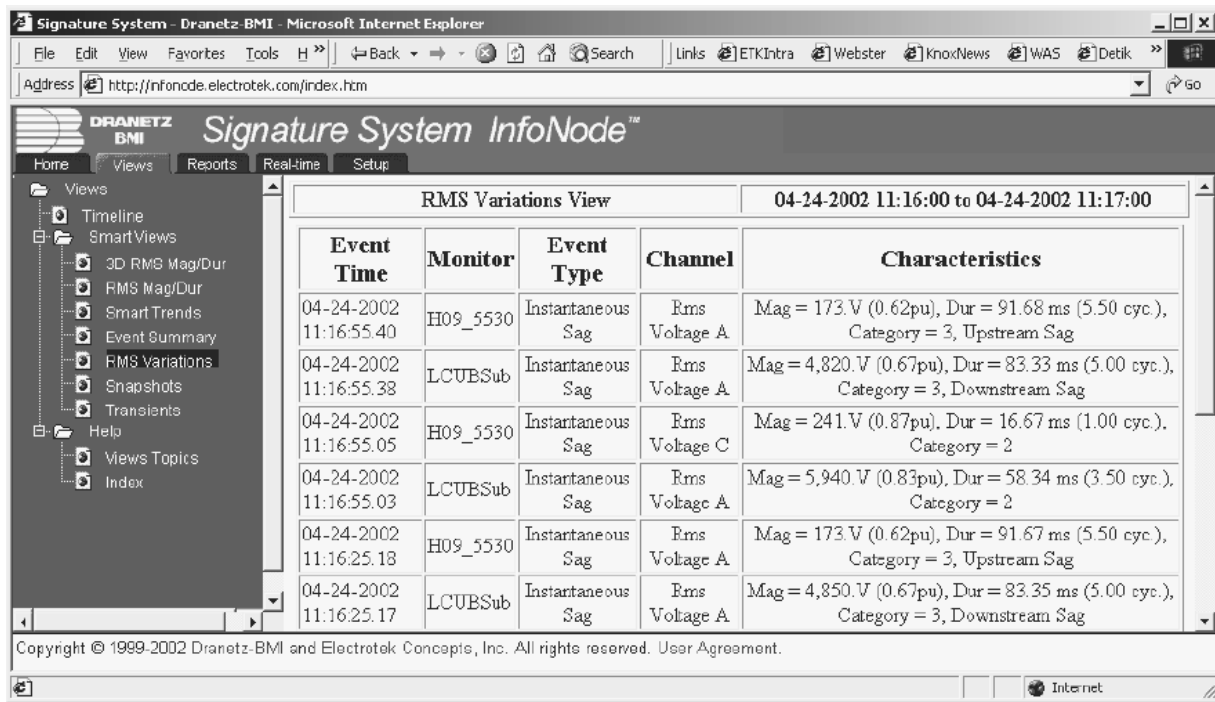 Signature System - Dranetz-BMI - Microsoft Internet Explorer
File Edit View Favorites Tools H » Back Search Links ETKIntra Webster KnoxNews WAS Detik »
Address http://infonode.electrotek.com/index.htm Go
DRANETZ
BMI
Signature System InfoNode™
Home Views Reports Real-time Setup
Views
Timeline
SmartViews
3D RMS Mag/Dur
RMS Mag/Dur
Smart Trends
Event Summary
RMS Variations
Snapshots
Transients
Help
Views Topics
Index
RMS Variations View 04-24-2002 11:16:00 to 04-24-2002 11:17:00
Event Time Monitor Event Type Channel Characteristics
04-24-2002 Instantaneous Rms Mag = 173.V (0.62pu), Dur = 91.68 ms (5.50 cyc.),
11:16:55.40 H09_5530 Sag Voltage A Category = 3, Upstream Sag
04-24-2002 Instantaneous Rms Mag = 4,820.V (0.67pu), Dur = 83.33 ms (5.00 cyc.),
11:16:55.38 LCUBSub Sag Voltage A Category = 3, Downstream Sag
04-24-2002 Instantaneous Rms Mag = 241.V (0.87pu), Dur = 16.67 ms (1.00 cyc.),
11:16:55.05 H09_5530 Sag Voltage C Category = 2
04-24-2002 Instantaneous Rms Mag = 5,940.V (0.83pu), Dur = 58.34 ms (3.50 cyc.),
11:16:55.03 LCUBSub Sag Voltage A Category = 2
04-24-2002 Instantaneous Rms Mag = 173.V (0.62pu), Dur = 91.67 ms (5.50 cyc.),
11:16:25.18 H09_5530 Sag Voltage A Category = 3, Upstream Sag
04-24-2002 Instantaneous Rms Mag = 4,850.V (0.67pu), Dur = 83.35 ms (5.00 cyc.),
11:16:25.17 LCUBSub Sag Voltage A Category = 3, Downstream Sag
Copyright © 1999-2002 Dranetz-BMI and Electrotek Concepts, Inc. All rights reserved. User Agreement.
Internet